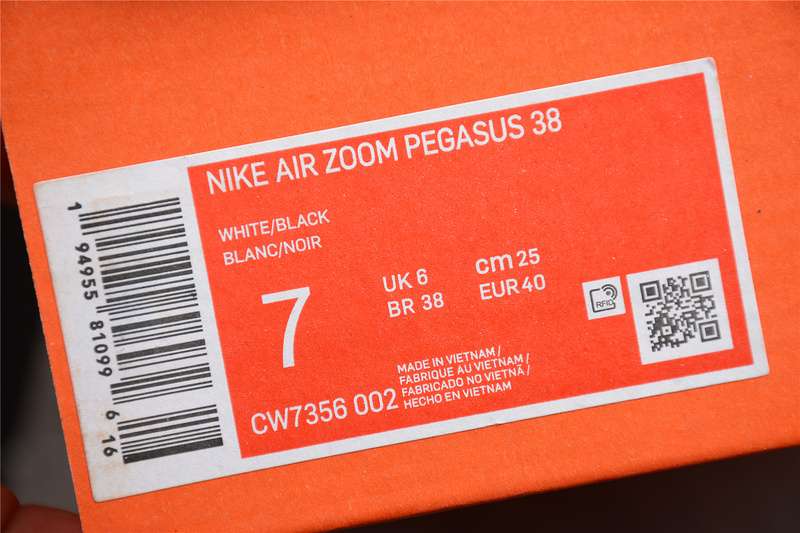 NIKE AIR ZOOM PEGASUS 38
WHITE/BLACK
BLANC/NOIR
7
UK 6
BR 38
cm 25
EUR 40
RFID
CW7356 002
MADE IN VIETNAM /
FABRIQUE AU VIETNAM /
FABRICADO NO VIETNÃ /
HECHO EN VIETNAM
1 94955 81099 6 16